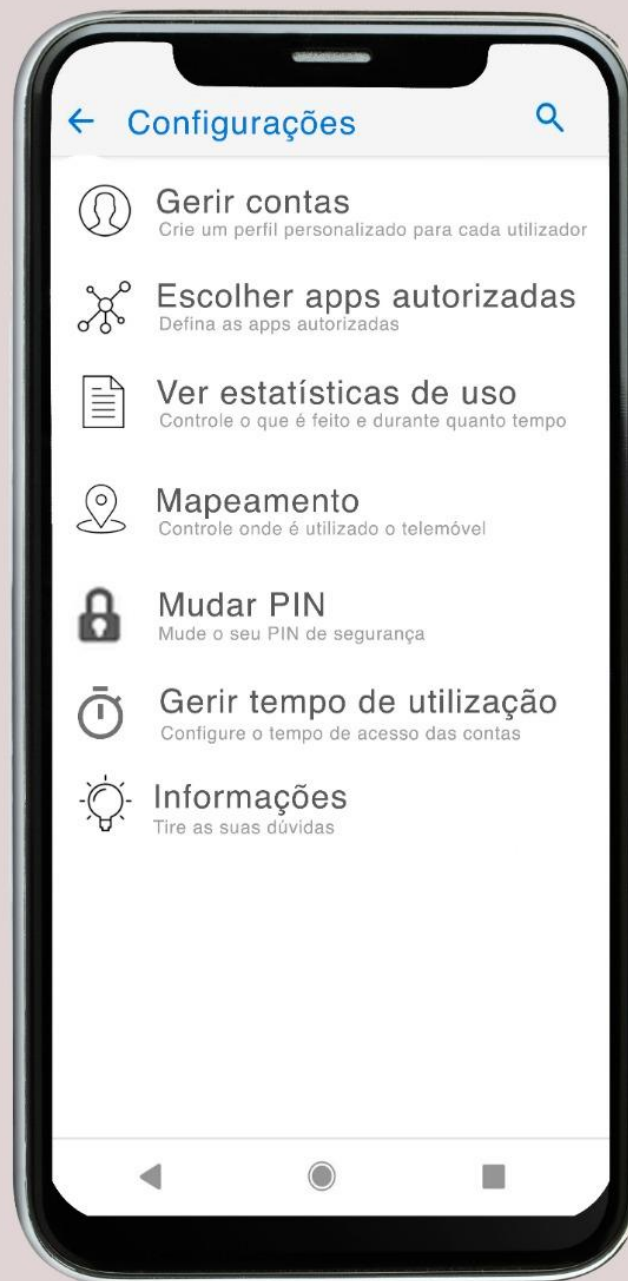 Configurações
Gerir contas
Crie um perfil personalizado para cada utilizador
Escolher apps autorizadas
Defina as apps autorizadas
Ver estatísticas de uso
Controle o que é feito e durante quanto tempo
Mapeamento
Controle onde é utilizado o telemóvel
Mudar PIN
Mude o seu PIN de segurança
Gerir tempo de utilização
Configure o tempo de acesso das contas
Informações
Tire as suas dúvidas